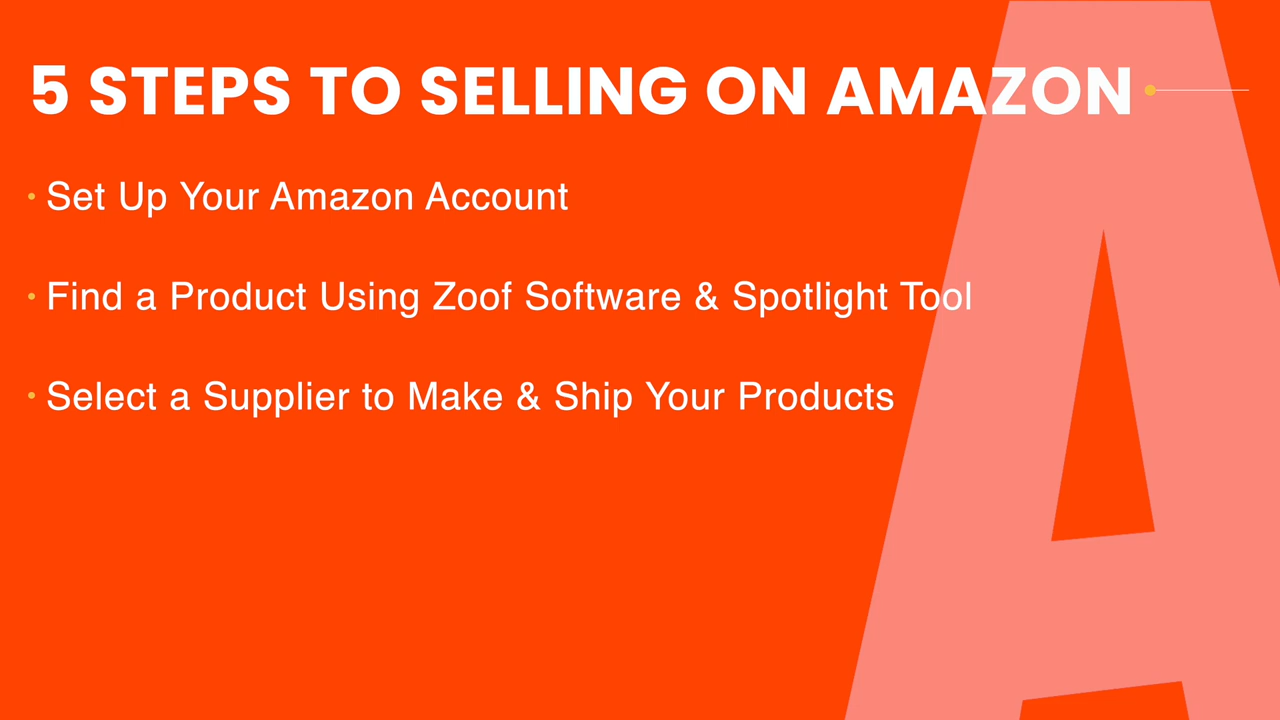 5 STEPS TO SELLING ON AMAZON
• Set Up Your Amazon Account
• Find a Product Using Zoof Software & Spotlight Tool
• Select a Supplier to Make & Ship Your Products